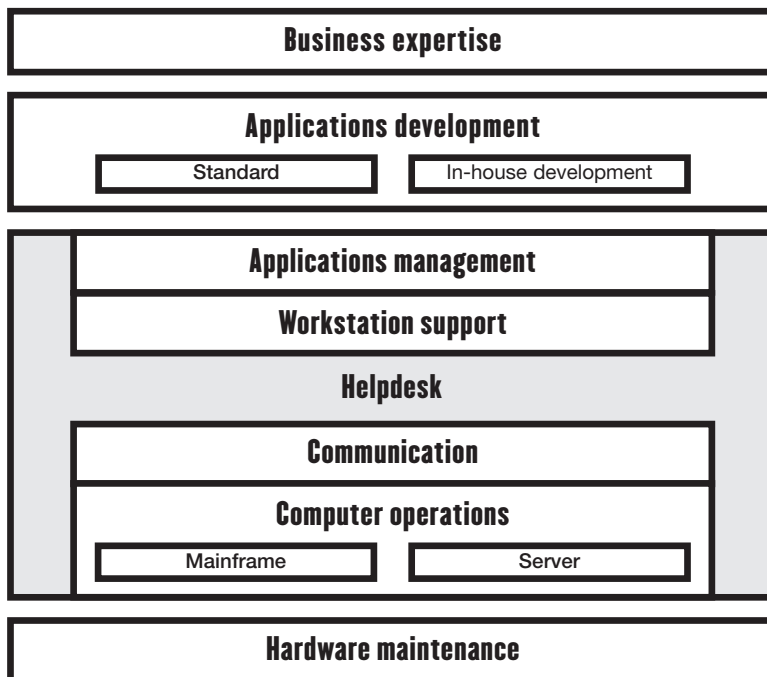 Business expertise
Applications development
Standard
In-house development
Applications management
Workstation support
Helpdesk
Communication
Computer operations
Mainframe
Server
Hardware maintenance